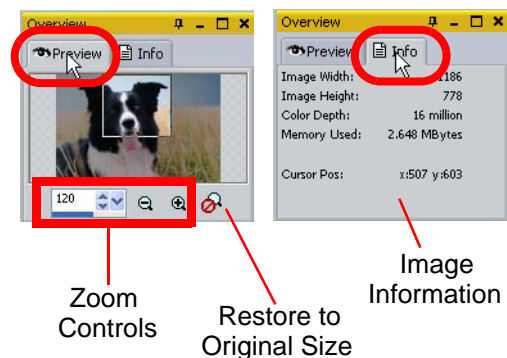 Overview
Preview
Info
120
Zoom
Controls
Restore to
Original Size
Overview
Preview
Info
Image Width: 1186
Image Height: 778
Color Depth: 16 million
Memory Used: 2.648 MBytes
Cursor Pos: x:507 y:603
Image
Information